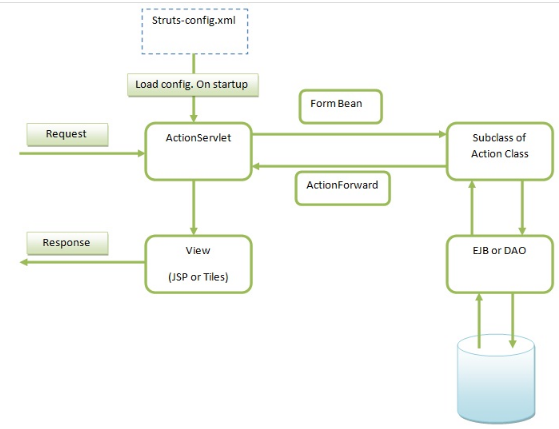 Struts-config.xml
Load config. On startup
Form Bean
Request
ActionServlet
Subclass of
Action Class
ActionForward
Response
View
(JSP or Tiles)
EJB or DAO